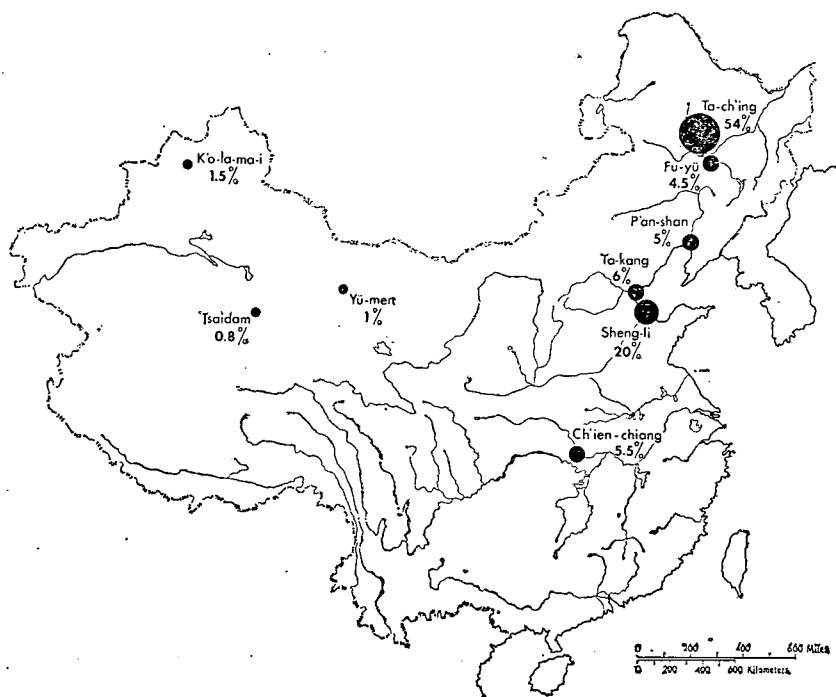 Ta-ch'ing
54%
K'o-la-ma-i
1.5%
Fu-yü
4.5%
P'an-shan
5%
Ta-kang
6%
Yü-men
1%
Tsaidam
0.8%
Sheng-li
20%
Ch'ien-chiang
5.5%
0 200 400 600 Miles
0 200 400 600 Kilometers